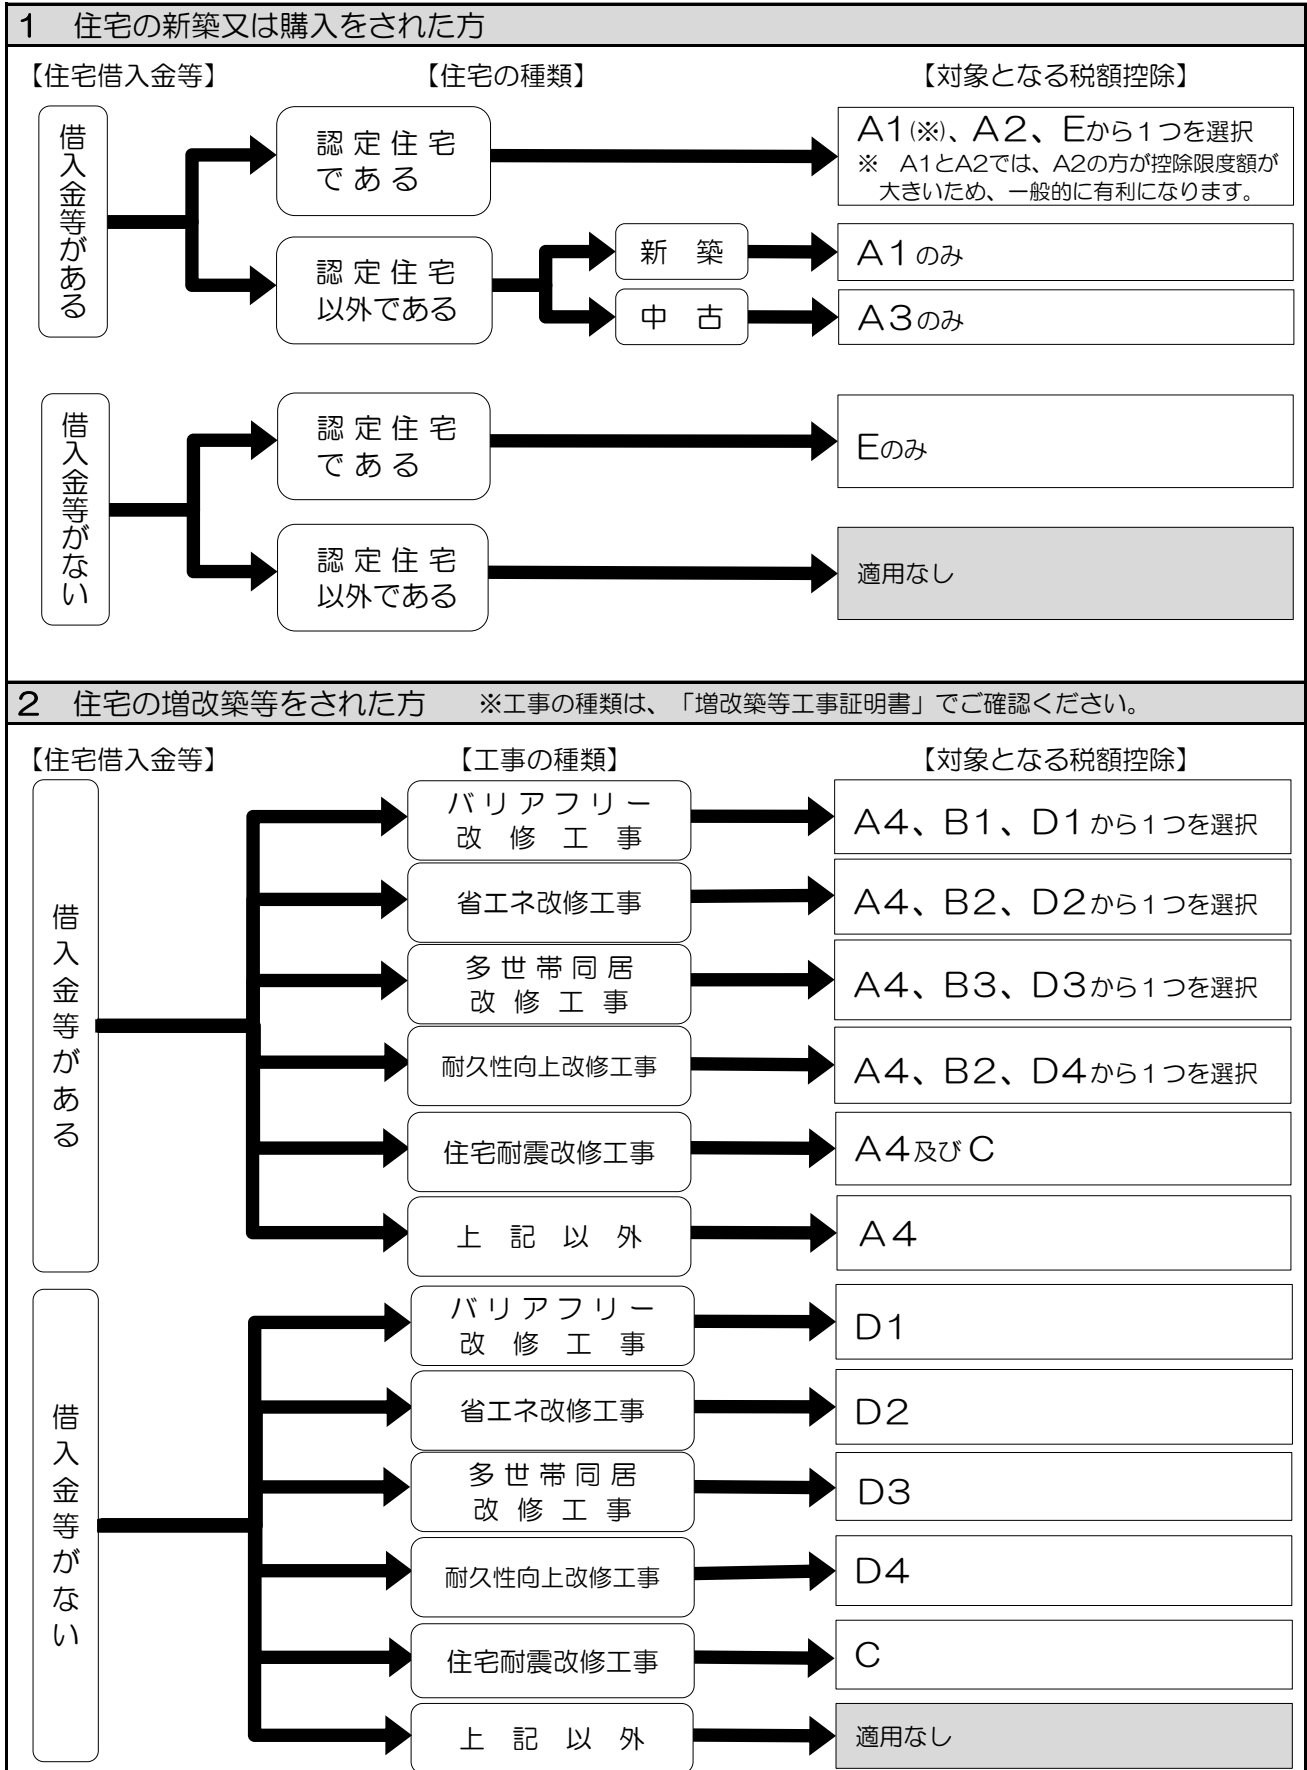 1　住宅の新築又は購入をされた方
【住宅借入金等】　【住宅の種類】　【対象となる税額控除】
借入金等がある
認定住宅
である
A1(※)、A2、Eから1つを選択
※　A1とA2では、A2の方が控除限度額が
大きいため、一般的に有利になります。
認定住宅
以外である
新　築
A1のみ
中　古
A3のみ
借入金等がない
認定住宅
である
Eのみ
認定住宅
以外である
適用なし
2　住宅の増改築等をされた方　※工事の種類は、「増改築等工事証明書」でご確認ください。
【住宅借入金等】　【工事の種類】　【対象となる税額控除】
借入金等がある
バリアフリー
改修工事
A4、B1、D1から1つを選択
省エネ改修工事
A4、B2、D2から1つを選択
多世帯同居
改修工事
A4、B3、D3から1つを選択
耐久性向上改修工事
A4、B2、D4から1つを選択
住宅耐震改修工事
A4及びC
上記以外
A4
借入金等がない
バリアフリー
改修工事
D1
省エネ改修工事
D2
多世帯同居
改修工事
D3
耐久性向上改修工事
D4
住宅耐震改修工事
C
上記以外
適用なし